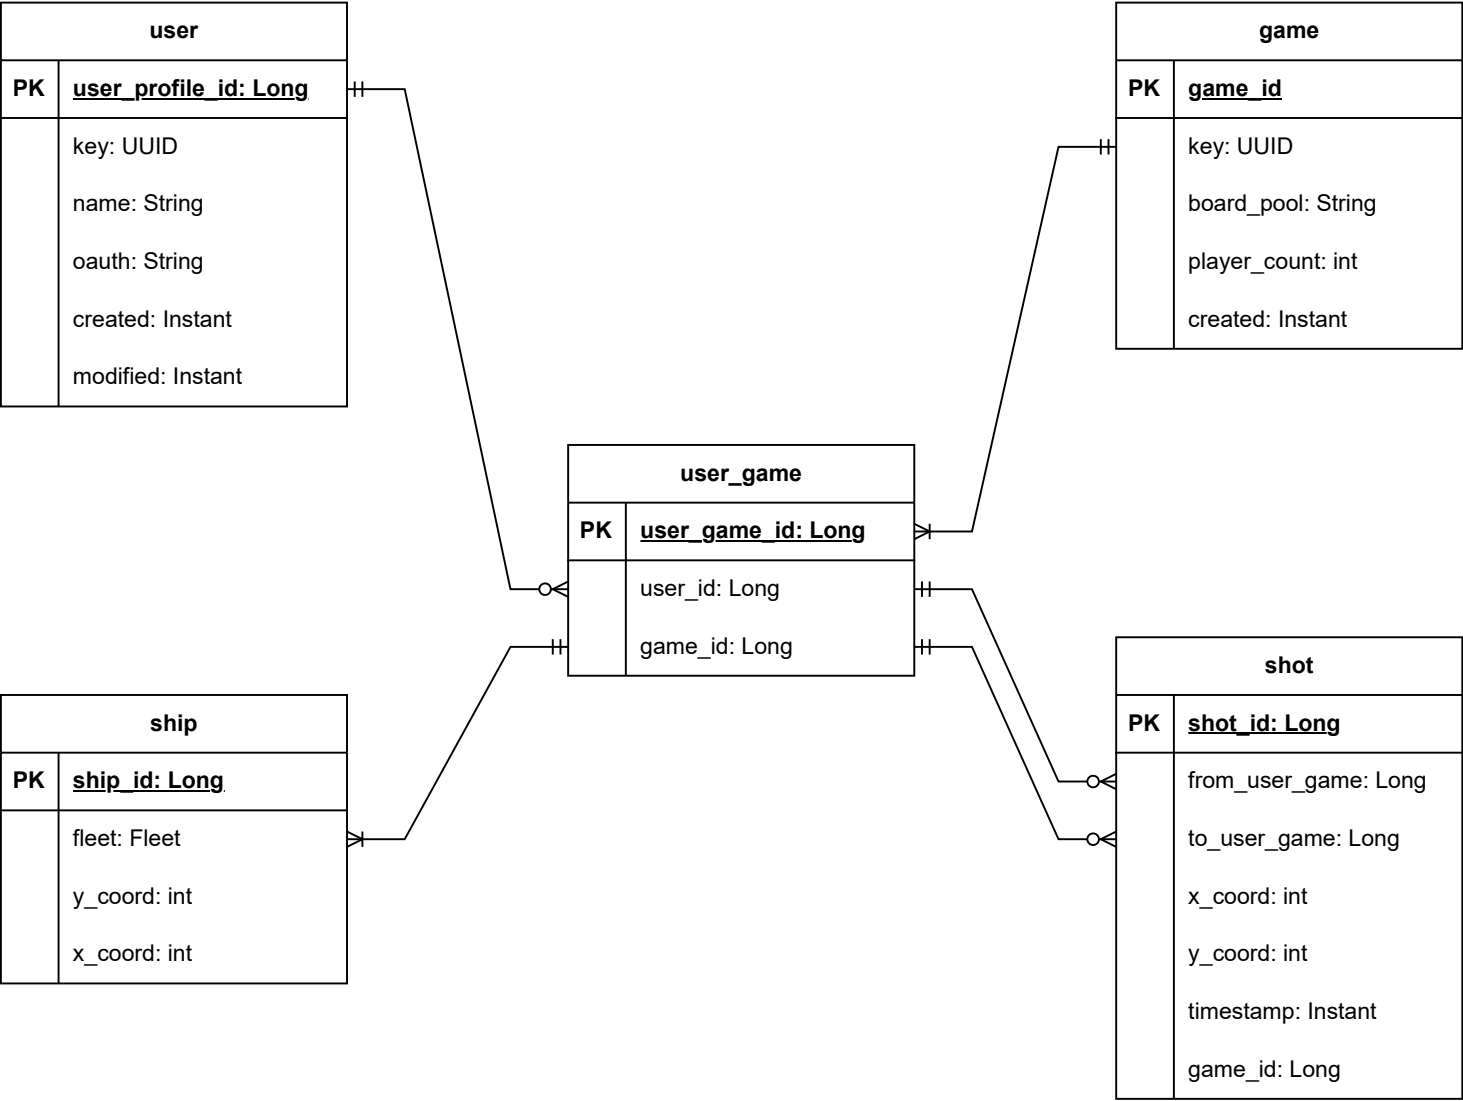 user
PK user_profile_id: Long
key: UUID
name: String
oauth: String
created: Instant
modified: Instant
game
PK game_id
key: UUID
board_pool: String
player_count: int
created: Instant
user_game
PK user_game_id: Long
user_id: Long
game_id: Long
ship
PK ship_id: Long
fleet: Fleet
y_coord: int
x_coord: int
shot
PK shot_id: Long
from_user_game: Long
to_user_game: Long
x_coord: int
y_coord: int
timestamp: Instant
game_id: Long